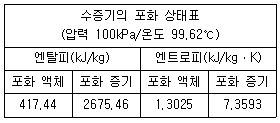 수증기의 포화 상태표
(압력 100kPa/온도 99,62℃)
엔탈피(kJ/kg) 엔트로피(kJ/kg·K)
포화 액체 포화 증기 포화 액체 포화 증기
417,44 2675,46 1,3025 7,3593